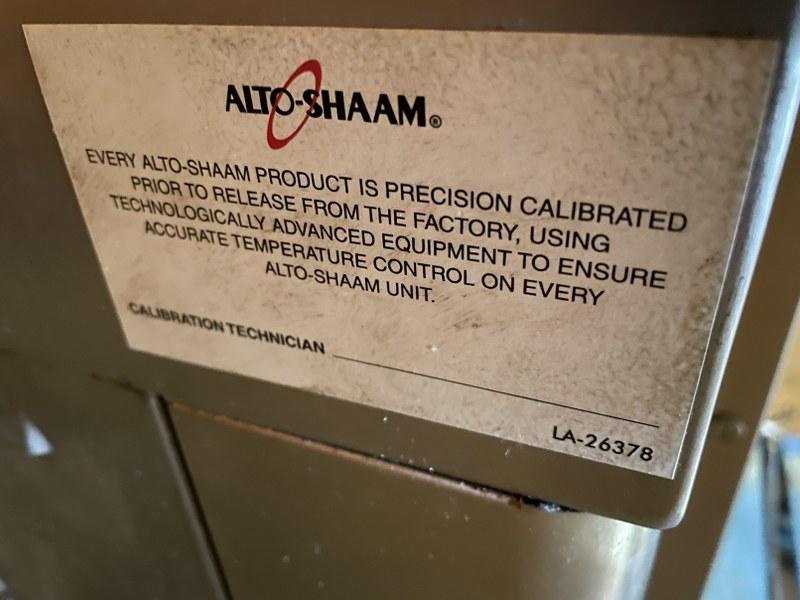 ALTO-SHAAM®
EVERY ALTO-SHAAM PRODUCT IS PRECISION CALIBRATED
PRIOR TO RELEASE FROM THE FACTORY, USING
TECHNOLOGICALLY ADVANCED EQUIPMENT TO ENSURE
ACCURATE TEMPERATURE CONTROL ON EVERY
ALTO-SHAAM UNIT.
CALIBRATION TECHNICIAN
LA-26378